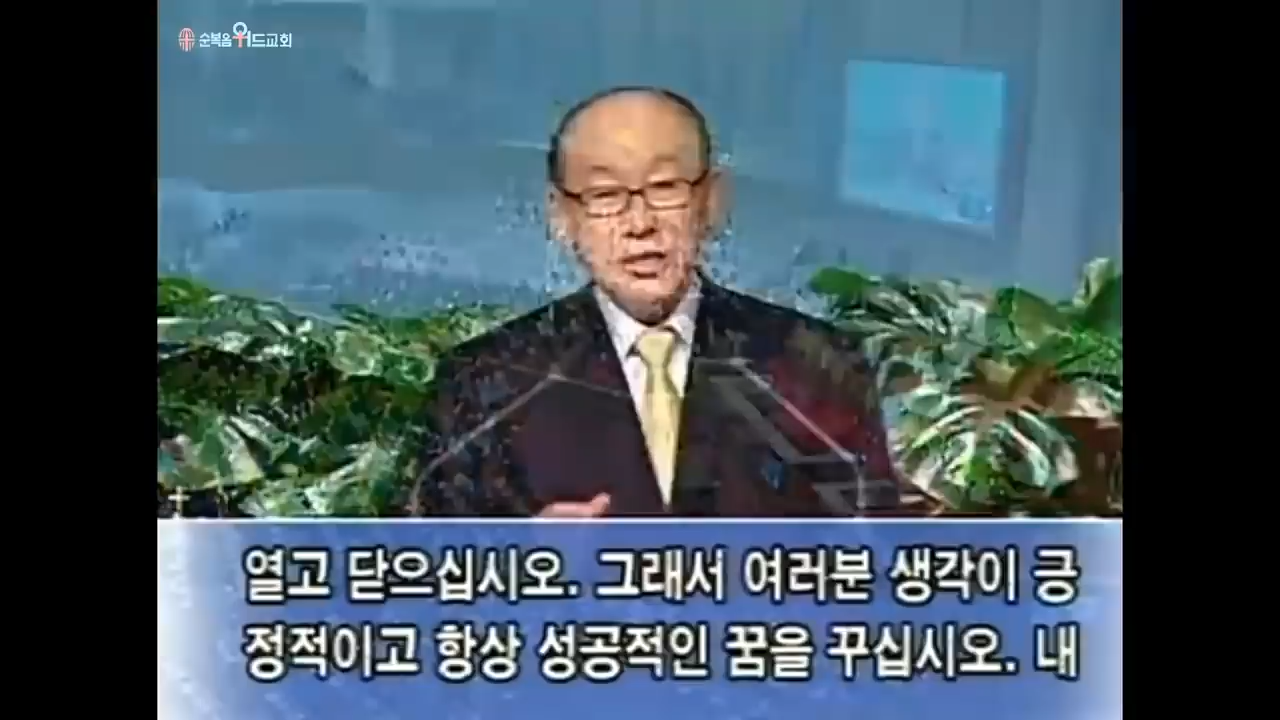 순복음위드교회
열고 닫으십시오. 그래서 여러분 생각이 긍
정적이고 항상 성공적인 꿈을 꾸십시오. 내